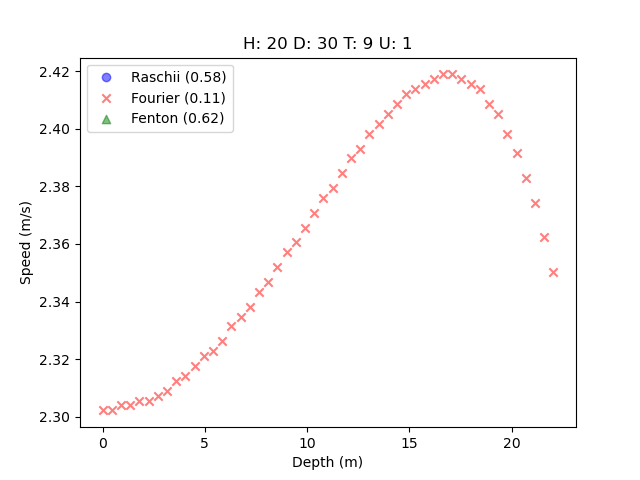 H: 20 D: 30 T: 9 U: 1
Raschii (0.58)
Fourier (0.11)
Fenton (0.62)
2.42
2.40
2.38
2.36
2.34
2.32
2.30
Speed (m/s)
0
5
10
15
20
Depth (m)